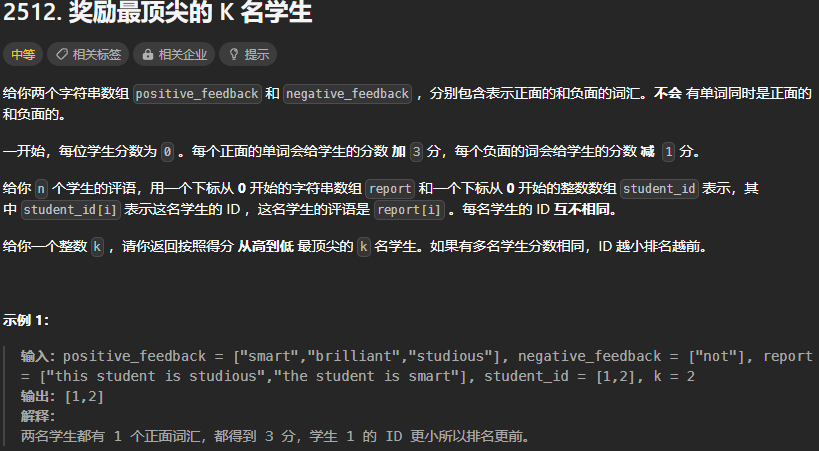 2512. 奖励最顶尖的 K 名学生
中等 相关标签 相关企业 提示
给你两个字符串数组 positive_feedback 和 negative_feedback ，分别包含表示正面的和负面的词汇。不会 有单词同时是正面的
和负面的。
一开始，每位学生分数为 0 。每个正面的单词会给学生的分数 加 3 分，每个负面的词会给学生的分数 减 1 分。
给你 n 个学生的评语，用一个下标从 0 开始的字符串数组 report 和一个下标从 0 开始的整数数组 student_id 表示，其
中 student_id[i] 表示这名学生的 ID ，这名学生的评语是 report[i] 。每名学生的 ID 互不相同。
给你一个整数 k ，请你返回按照得分 从高到低 最顶尖的 k 名学生。如果有多名学生分数相同，ID 越小排名越前。
示例 1：
输入：positive_feedback = ["smart","brilliant","studious"], negative_feedback = ["not"], report
= ["this student is studious","the student is smart"], student_id = [1,2], k = 2
输出：[1,2]
解释：
两名学生都有 1 个正面词汇，都得到 3 分，学生 1 的 ID 更小所以排名更前。